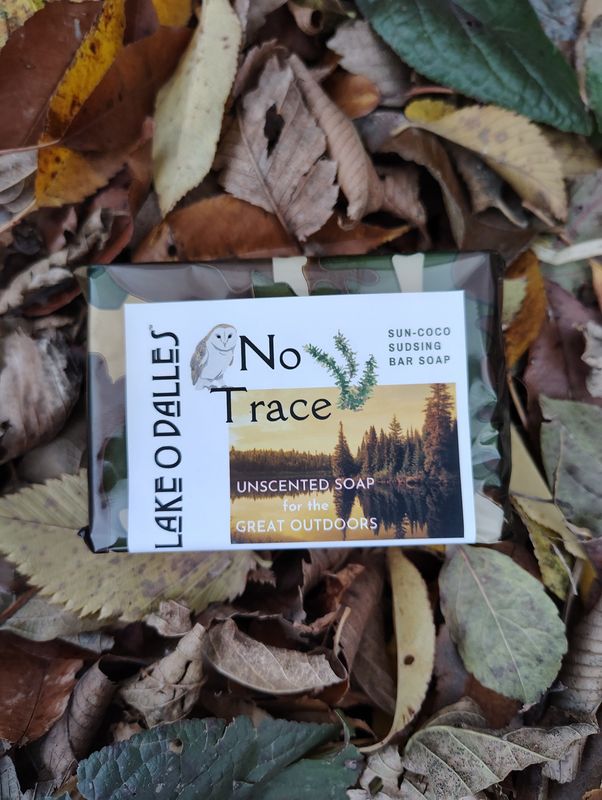 LAKE O DALLES
No
Trace
SUN-COCO
SUDSING
BAR SOAP
UNSCENTED SOAP
for the
GREAT OUTDOORS